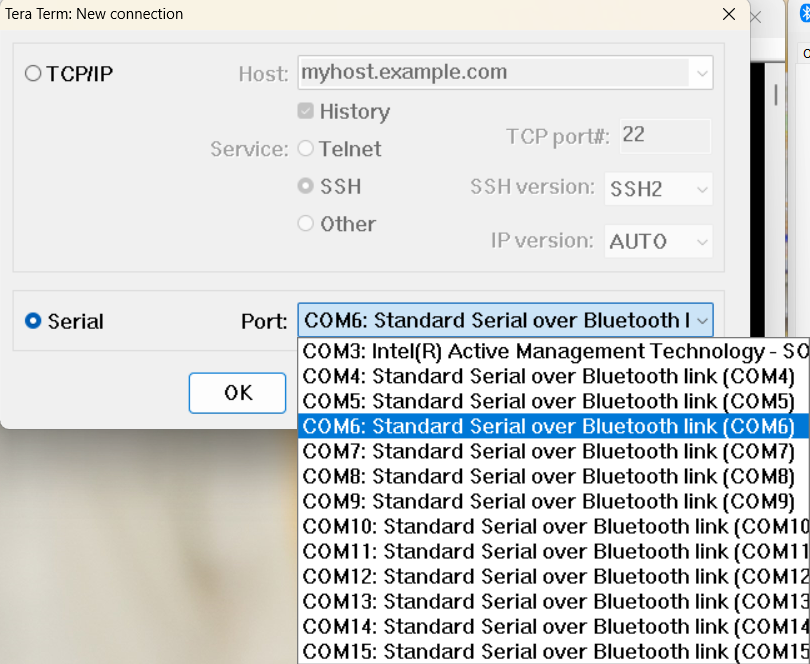 Tera Term: New connection
TCP/IP
Host: myhost.example.com
History
Service: Telnet
TCP port#: 22
SSH
SSH version: SSH2
Other
IP version: AUTO
Serial
Port: COM6: Standard Serial over Bluetooth l
COM3: Intel(R) Active Management Technology - SO
COM4: Standard Serial over Bluetooth link (COM4)
COM5: Standard Serial over Bluetooth link (COM5)
OK
COM6: Standard Serial over Bluetooth link (COM6)
COM7: Standard Serial over Bluetooth link (COM7)
COM8: Standard Serial over Bluetooth link (COM8)
COM9: Standard Serial over Bluetooth link (COM9)
COM10: Standard Serial over Bluetooth link (COM10
COM11: Standard Serial over Bluetooth link (COM11
COM12: Standard Serial over Bluetooth link (COM12
COM13: Standard Serial over Bluetooth link (COM13
COM14: Standard Serial over Bluetooth link (COM14
COM15: Standard Serial over Bluetooth link (COM15